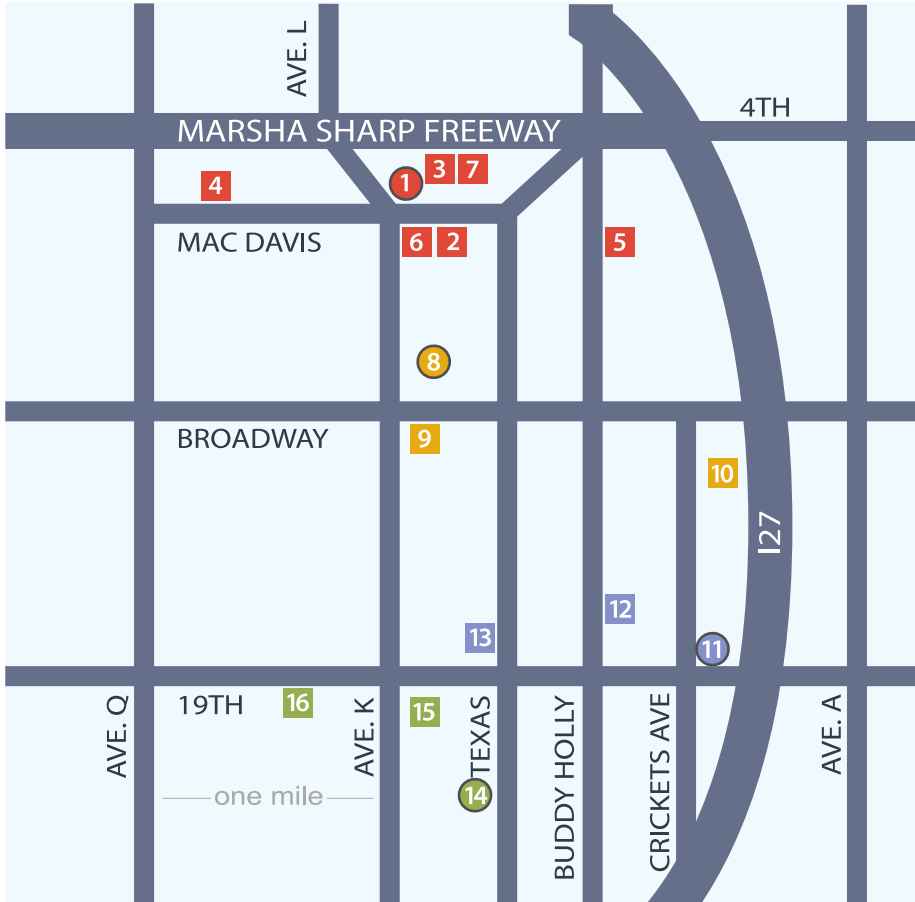 AVE. L
4TH
MARSHA SHARP FREEWAY
3 7
1
4
MAC DAVIS
6 2
5
8
BROADWAY
9
10
I27
12
13
11
16
19TH
15
AVE. Q
AVE. K
TEXAS
BUDDY HOLLY
CRICKETS AVE
AVE. A
one mile
14